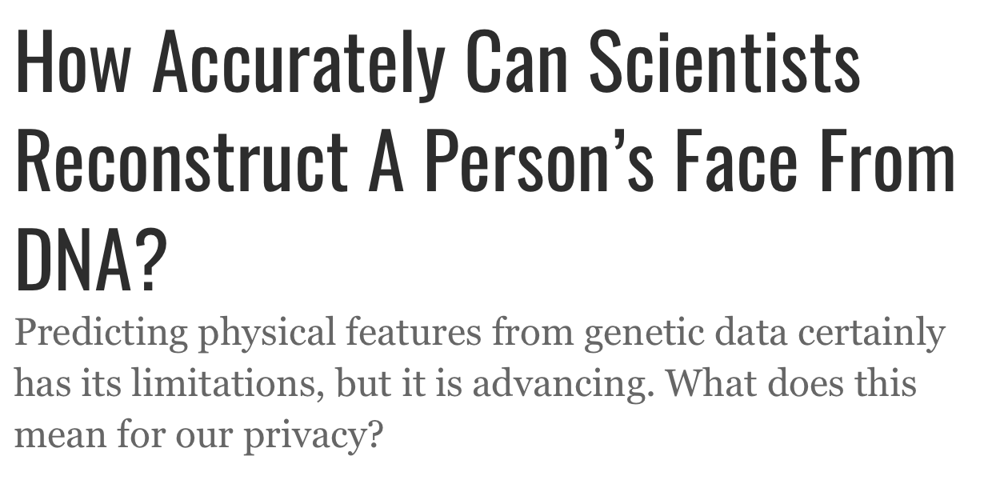 How Accurately Can Scientists
Reconstruct A Person’s Face From
DNA?
Predicting physical features from genetic data certainly
has its limitations, but it is advancing. What does this
mean for our privacy?